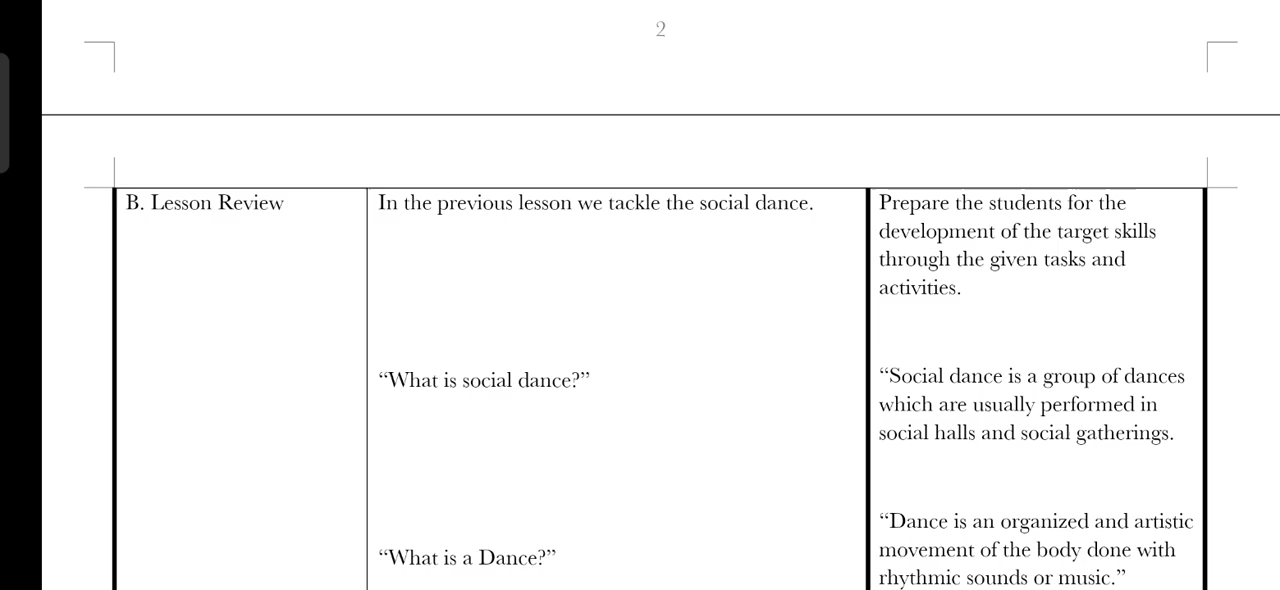 2
B. Lesson Review
In the previous lesson we tackle the social dance.
“What is social dance?”
“What is a Dance?”
Prepare the students for the
development of the target skills
through the given tasks and
activities.
“Social dance is a group of dances
which are usually performed in
social halls and social gatherings.
“Dance is an organized and artistic
movement of the body done with
rhythmic sounds or music.”